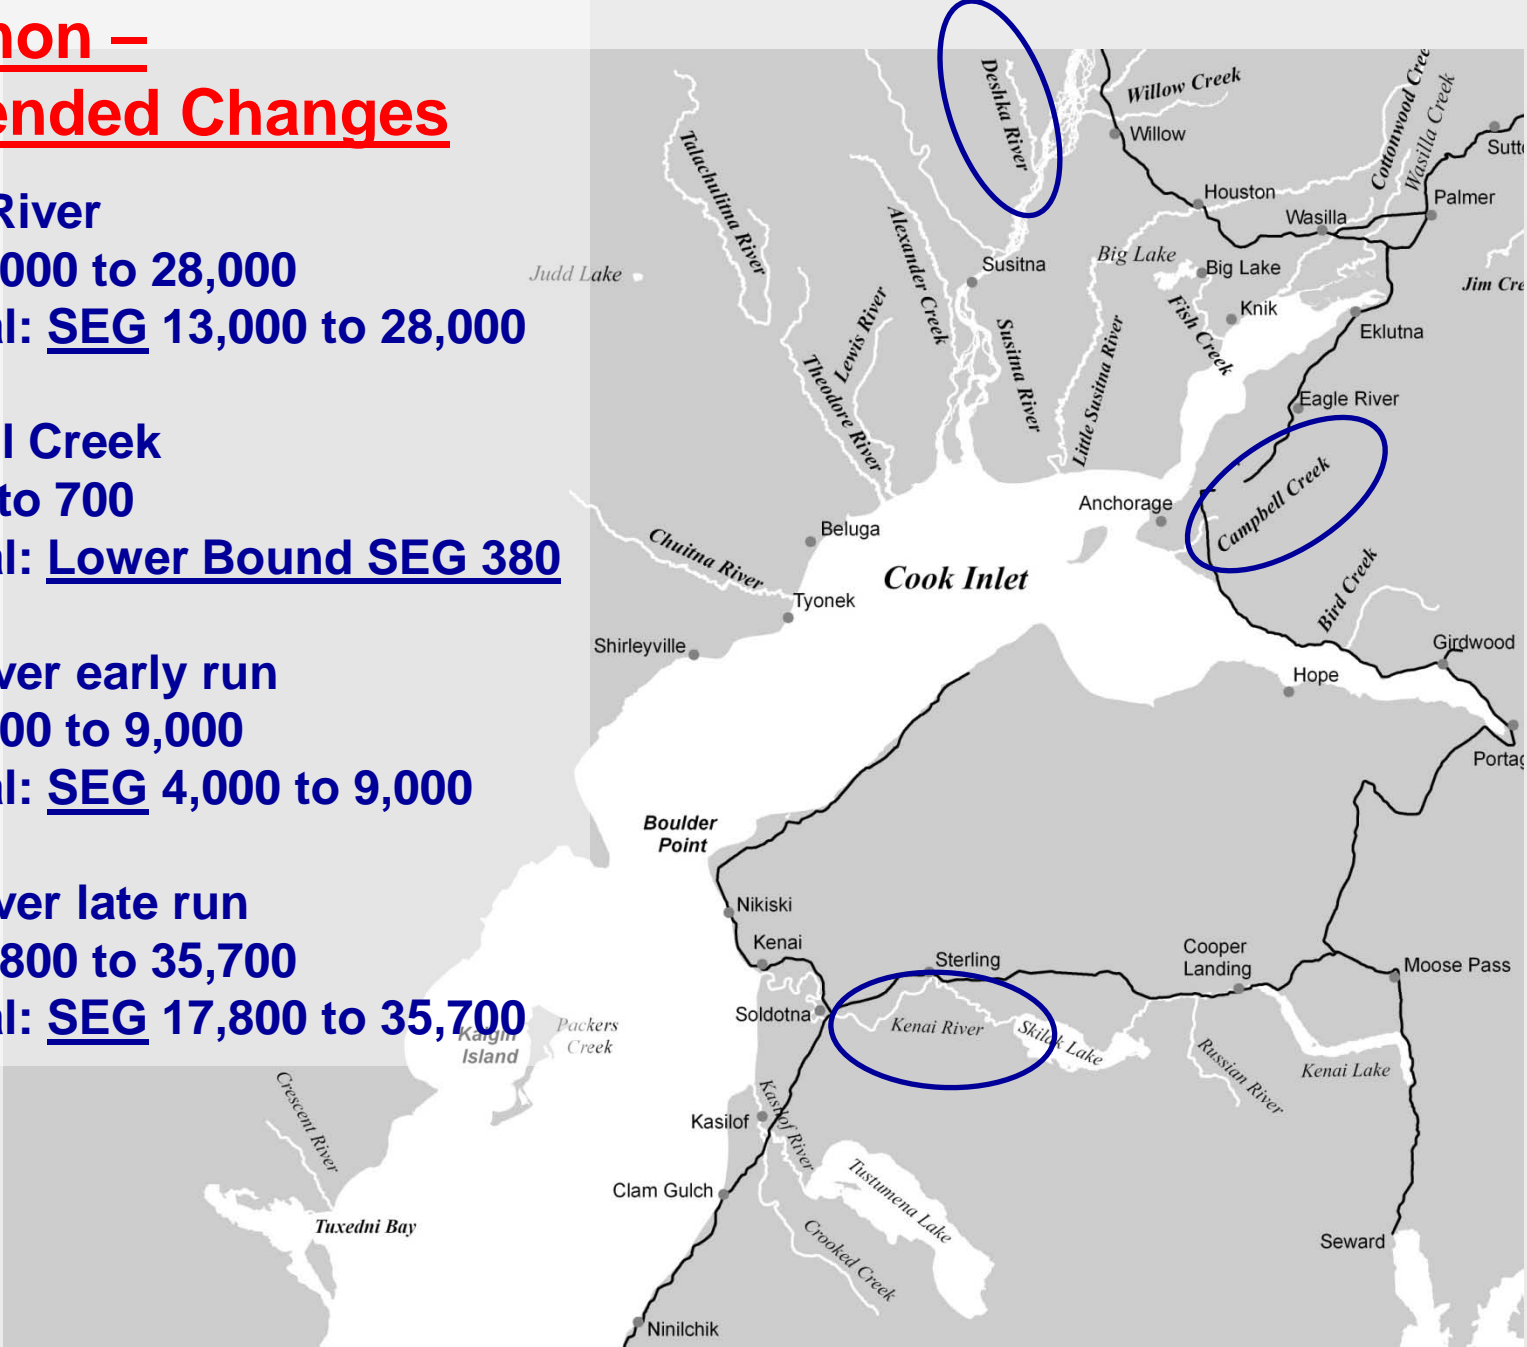 non –
ended Changes
River
,000 to 28,000
al: SEG 13,000 to 28,000
l Creek
to 700
al: Lower Bound SEG 380
ver early run
00 to 9,000
al: SEG 4,000 to 9,000
ver late run
,800 to 35,700
al: SEG 17,800 to 35,700
Deshka River
Willow Creek
Willow
Cottonwood Cree
Wasilla Creek
Sutt
Talachulitna River
Houston
Palmer
Wasilla
Alexander Creek
Judd Lake
Susitna
Big Lake
Big Lake
Jim Cre
Fish Creek
Knik
Eklutna
Lewis River
Theodore River
Susitna River
Little Susitna River
Eagle River
Campbell Creek
Anchorage
Beluga
Chuitna River
Cook Inlet
Tyonek
Bird Creek
Shirleyville
Girdwood
Hope
Portag
Boulder
Point
Nikiski
Kenai
Sterling
Cooper
Landing
Moose Pass
Soldotna
Kenai River
Skilak Lake
Russian River
Kenai Lake
Kalgin
Island
Packers
Creek
Crescent River
Kasilof
Kasilof River
Clam Gulch
Tustumena Lake
Tuxedni Bay
Crooked Creek
Seward
Ninilchik